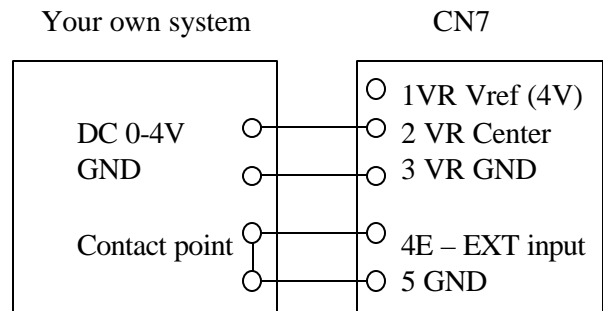 Your own system
CN7
1VR Vref (4V)
DC 0-4V
2 VR Center
GND
3 VR GND
Contact point
4E – EXT input
5 GND